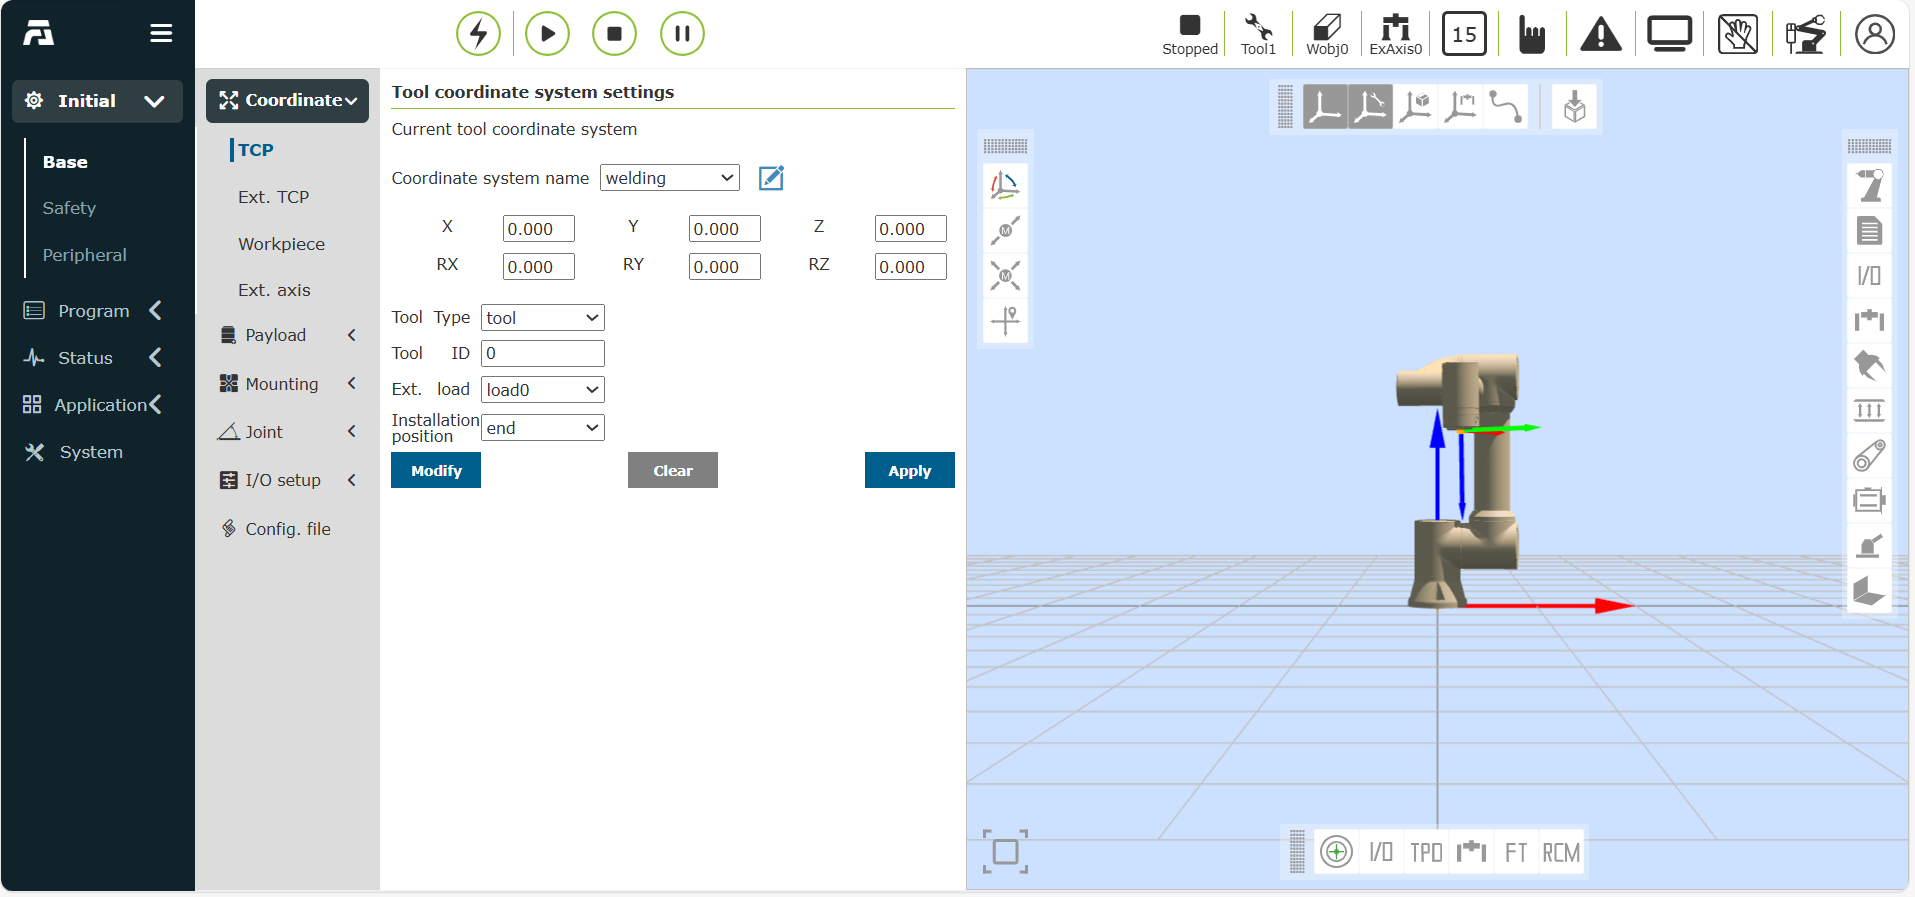 Stopped
Tool1
Wobj0
ExAxis0
15
Initial
Base
Safety
Peripheral
Program
Status
Application
System
Coordinate
TCP
Ext. TCP
Workpiece
Ext. axis
Payload
Mounting
Joint
I/O setup
Config. file
Tool coordinate system settings
Current tool coordinate system
Coordinate system name welding
X 0.000 Y 0.000 Z 0.000
RX 0.000 RY 0.000 RZ 0.000
Tool Type tool
Tool ID 0
Ext. load load0
Installation
position end
Modify Clear Apply
M
M
I/O
I/O TPD FT RCM